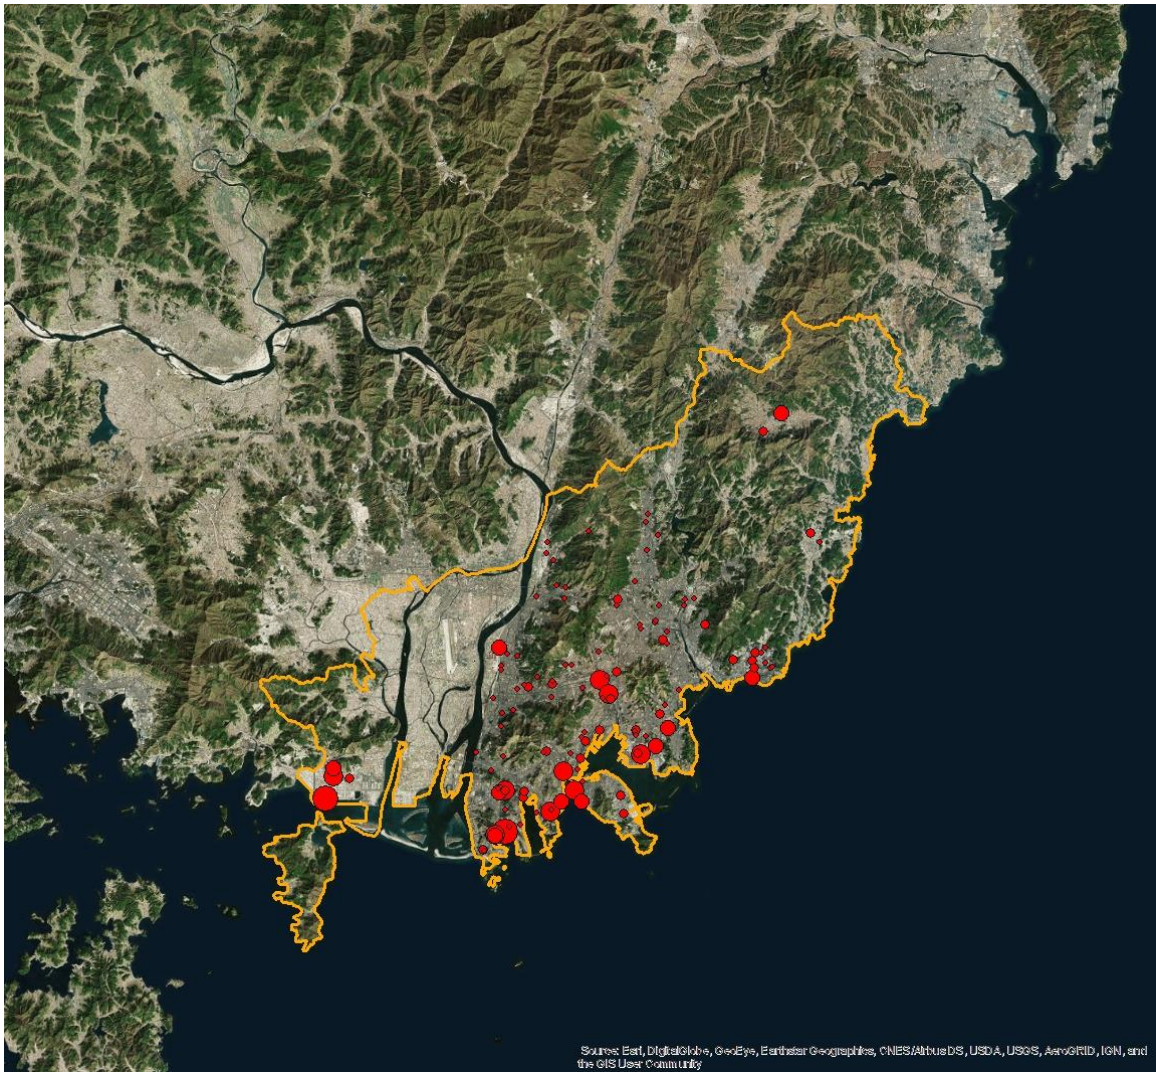 Source: Esri, DigitalGlobe, GeoEye, Earthstar Geographics, CNES/Airbus DS, USDA, USGS, AeroGRID, IGN, and
the GIS User Community